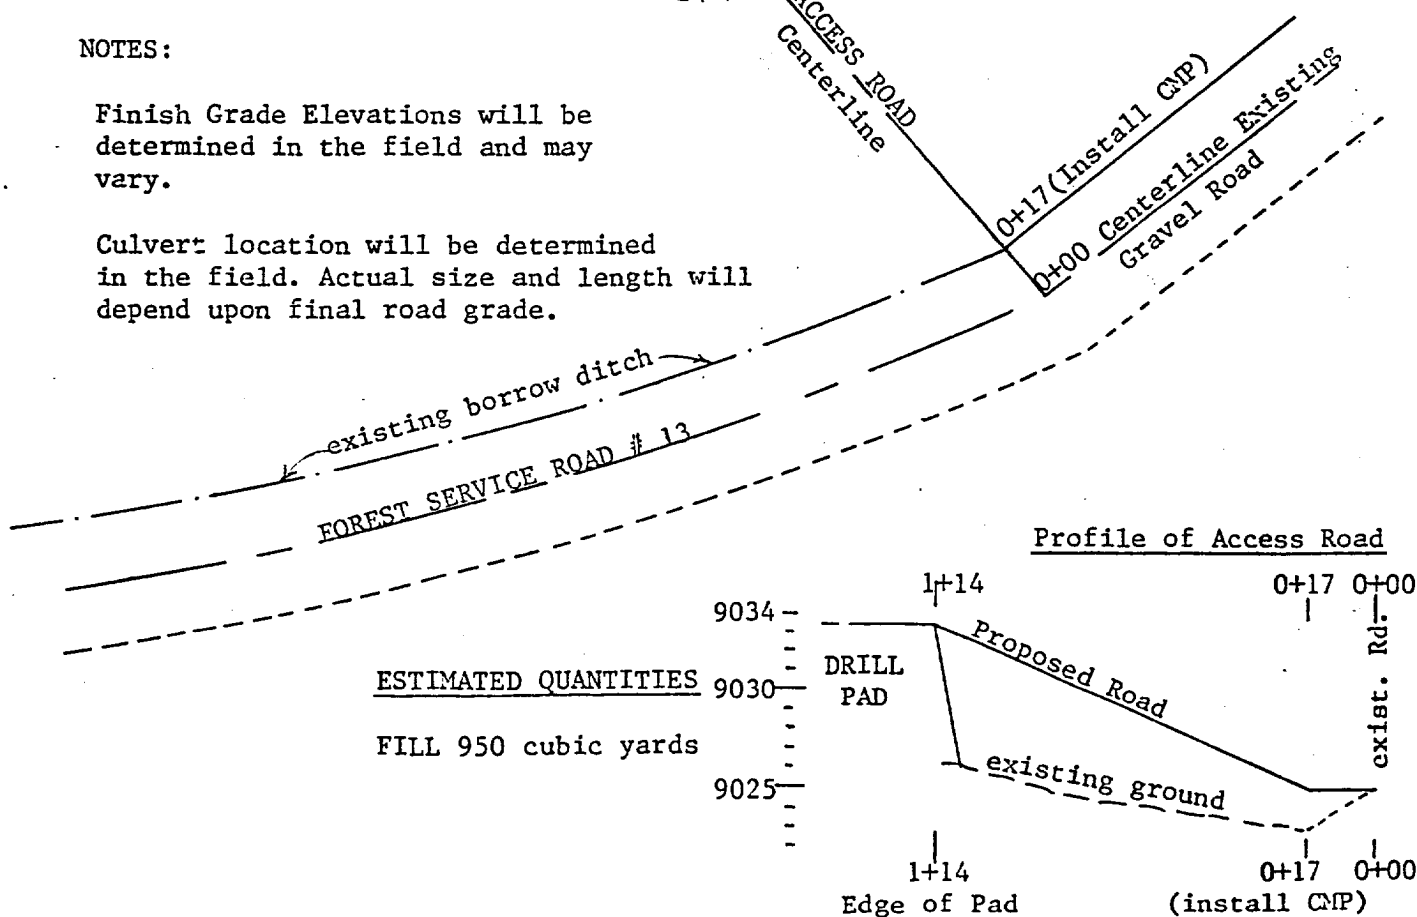 NOTES:
Finish Grade Elevations will be
determined in the field and may
vary.
Culvert location will be determined
in the field. Actual size and length will
depend upon final road grade.
ACCESS ROAD
Centerline
0+17(Install CMP)
0+00 Centerline Existing
Gravel Road
existing borrow ditch
FOREST SERVICE ROAD # 13
Profile of Access Road
1+14
0+17 0+00
9034
9030
9025
DRILL
PAD
Proposed Road
exist. Rd.
existing ground
ESTIMATED QUANTITIES
FILL 950 cubic yards
1+14
0+17 0+00
Edge of Pad
(install CMP)